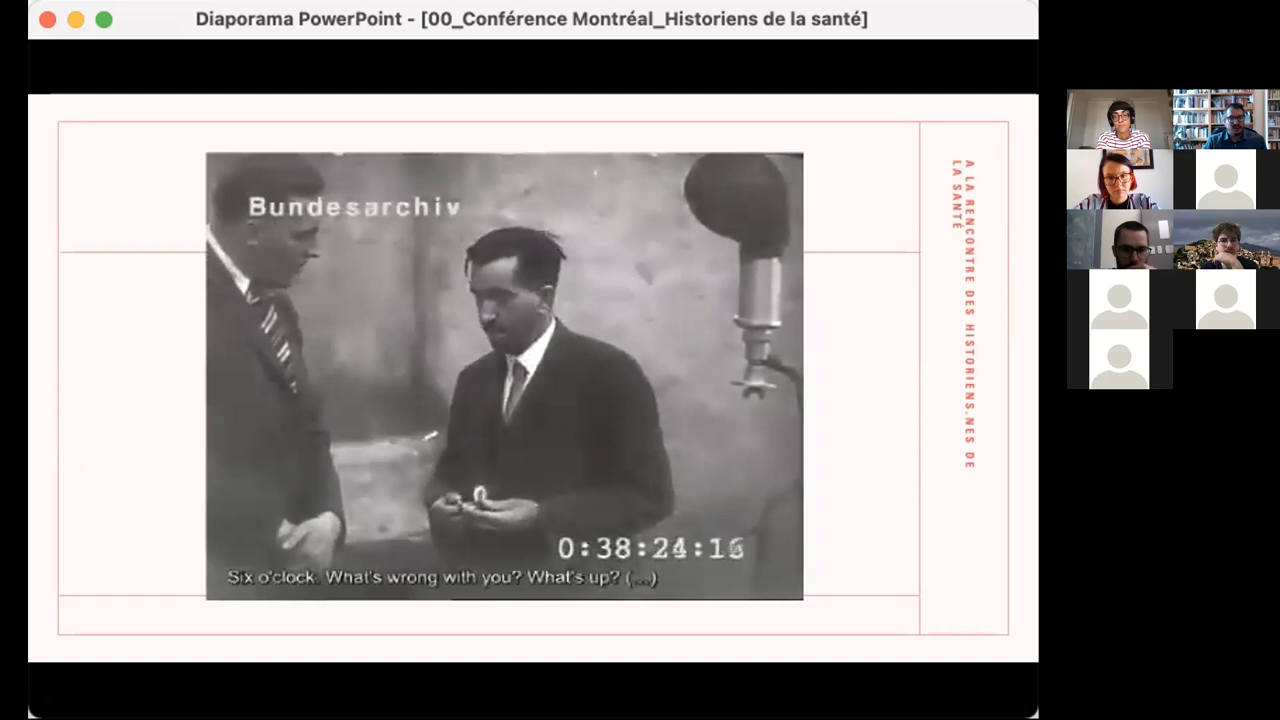 Diaporama PowerPoint - [00_Conférence Montréal_Historiens de la santé]
Bundesarchiv
0:38:24:16
Six o'clock. What's wrong with you? What's up? (...)
A LA RENCONTRE DES HISTORIENS.NES DE
LA SANTÉ